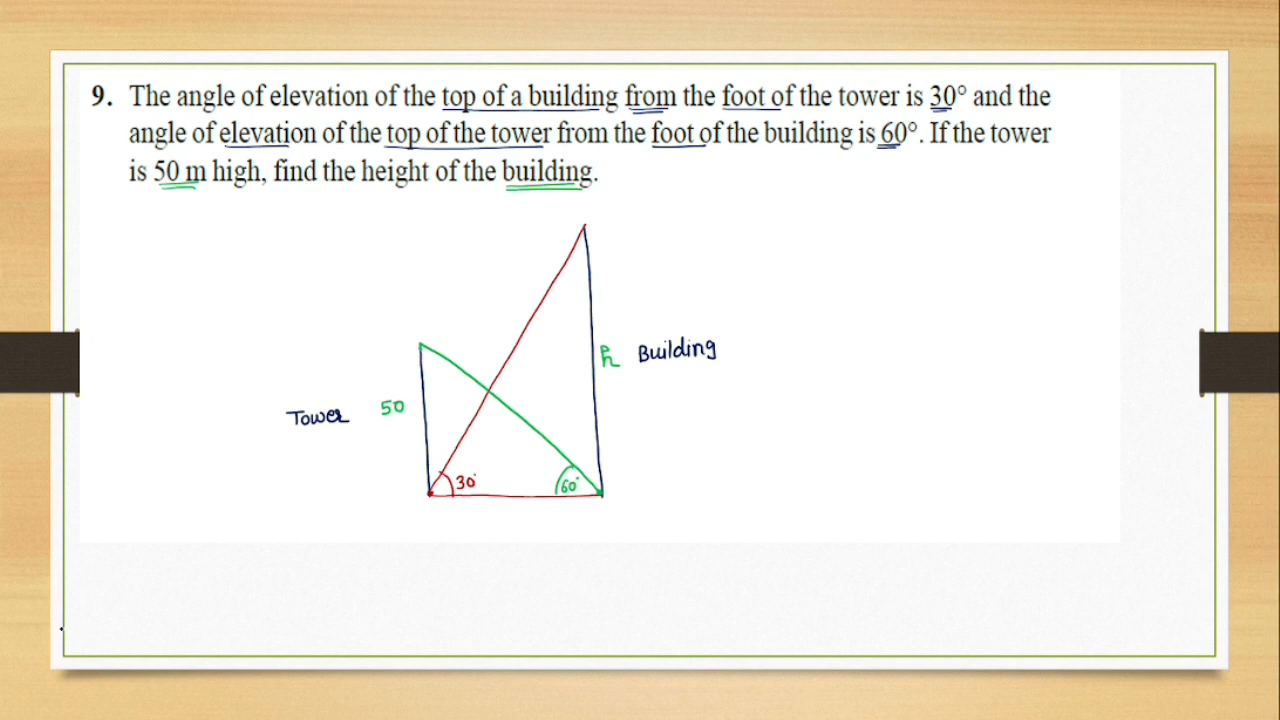 9. The angle of elevation of the top of a building from the foot of the tower is 30° and the
angle of elevation of the top of the tower from the foot of the building is 60°. If the tower
is 50 m high, find the height of the building.
h Building
Tower 50
30°
60°